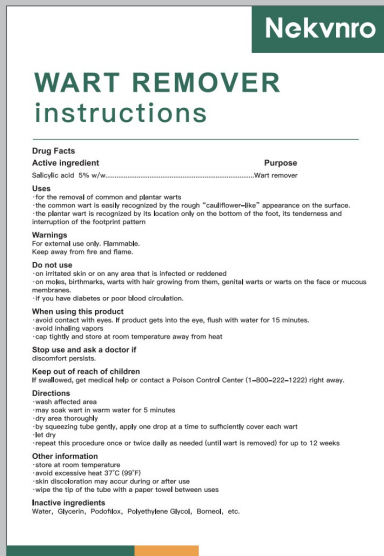 Nekvnro
WART REMOVER
instructions
Drug Facts
Active ingredient Purpose
Salicylic acid 5% w/w......................................................................Wart remover
Uses
·for the removal of common and plantar warts
·the common wart is easily recognized by the rough "cauliflower-like" appearance on the surface.
·the plantar wart is recognized by its location only on the bottom of the foot, its tenderness and
interruption of the footprint pattern
Warnings
For external use only. Flammable.
Keep away from fire and flame.
Do not use
·on irritated skin or on any area that is infected or reddened
·on moles, birthmarks, warts with hair growing from them, genital warts or warts on the face or mucous
membranes.
·if you have diabetes or poor blood circulation.
When using this product
·avoid contact with eyes. If product gets into the eye, flush with water for 15 minutes.
·avoid inhaling vapors
·cap tightly and store at room temperature away from heat
Stop use and ask a doctor if
discomfort persists.
Keep out of reach of children
If swallowed, get medical help or contact a Poison Control Center (1-800-222-1222) right away.
Directions
·wash affected area
·may soak wart in warm water for 5 minutes
·dry area thoroughly
·by squeezing tube gently, apply one drop at a time to sufficiently cover each wart
·let dry
·repeat this procedure once or twice daily as needed (until wart is removed) for up to 12 weeks
Other information
·store at room temperature
·avoid excessive heat 37°C (99°F)
·skin discoloration may occur during or after use
·wipe the tip of the tube with a paper towel between uses
Inactive ingredients
Water, Glycerin, Podofilox, Polyethylene Glycol, Borneol, etc.